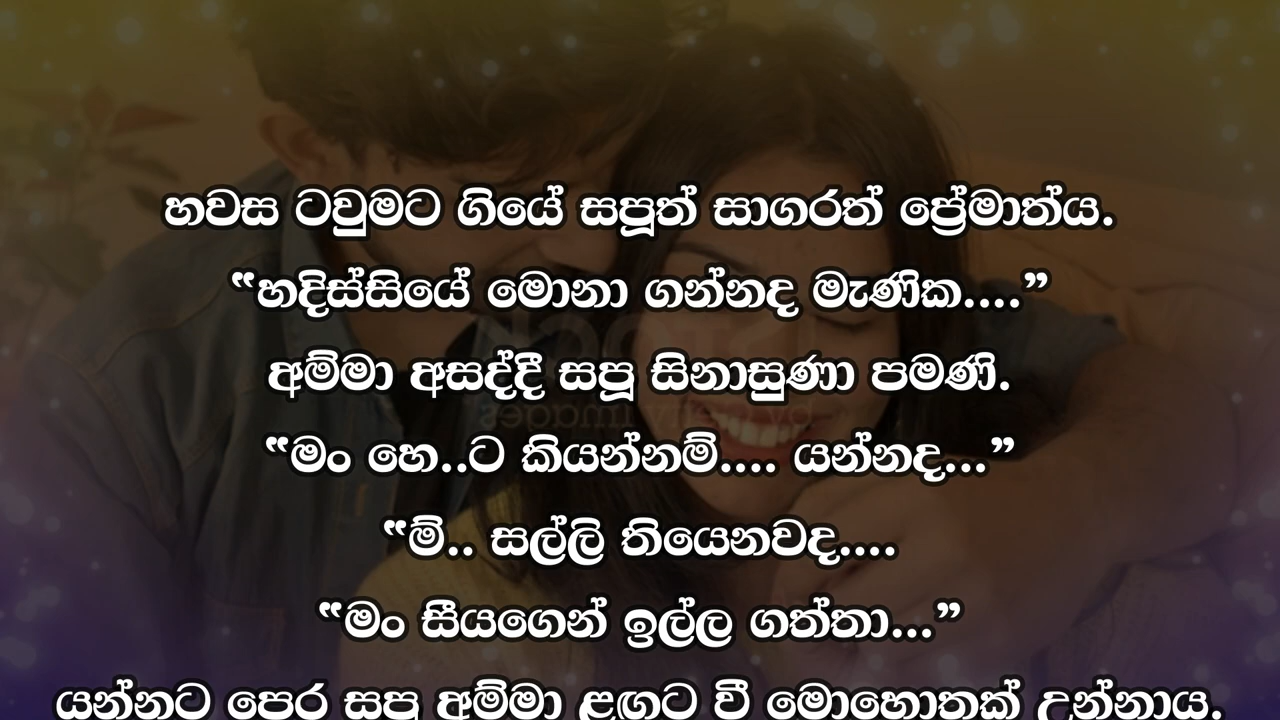 හවස ටවුමට ගියේ සපූත් සාගරත් ප්‍රේමාත්ය.
“හදිස්සියේ මොනා ගන්නද මැණික....”
අම්මා අසද්දී සපූ සිනාසුණා පමණි.
“මං හෙ..ට කියන්නම්.... යන්නද...”
“ම්.. සල්ලි තියෙනවද....
“මං සීයගෙන් ඉල්ල ගත්තා...”
යන්නට පෙර සපූ අම්මා ළඟට වී මොහොතක් උන්නාය.